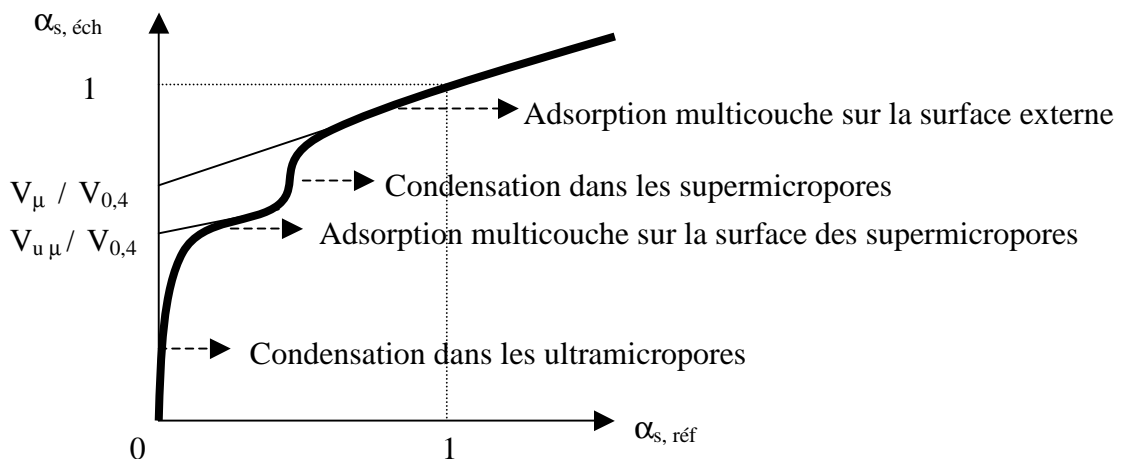 αs, éch
1
Adsorption multicouche sur la surface externe
Vμ / V0,4
Condensation dans les supermicropores
Vu μ / V0,4
Adsorption multicouche sur la surface des supermicropores
Condensation dans les ultramicropores
αs, réf
0
1